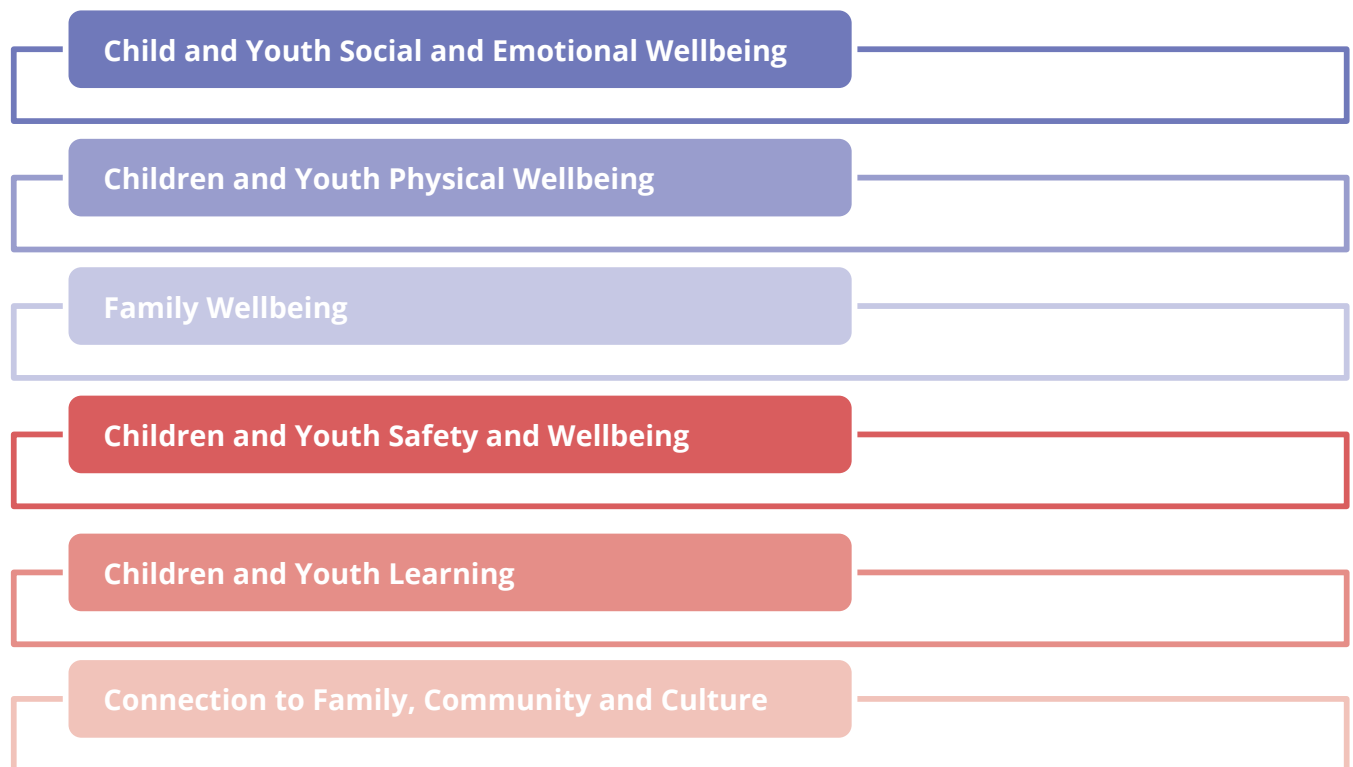 Child and Youth Social and Emotional Wellbeing
Children and Youth Physical Wellbeing
Family Wellbeing
Children and Youth Safety and Wellbeing
Children and Youth Learning
Connection to Family, Community and Culture